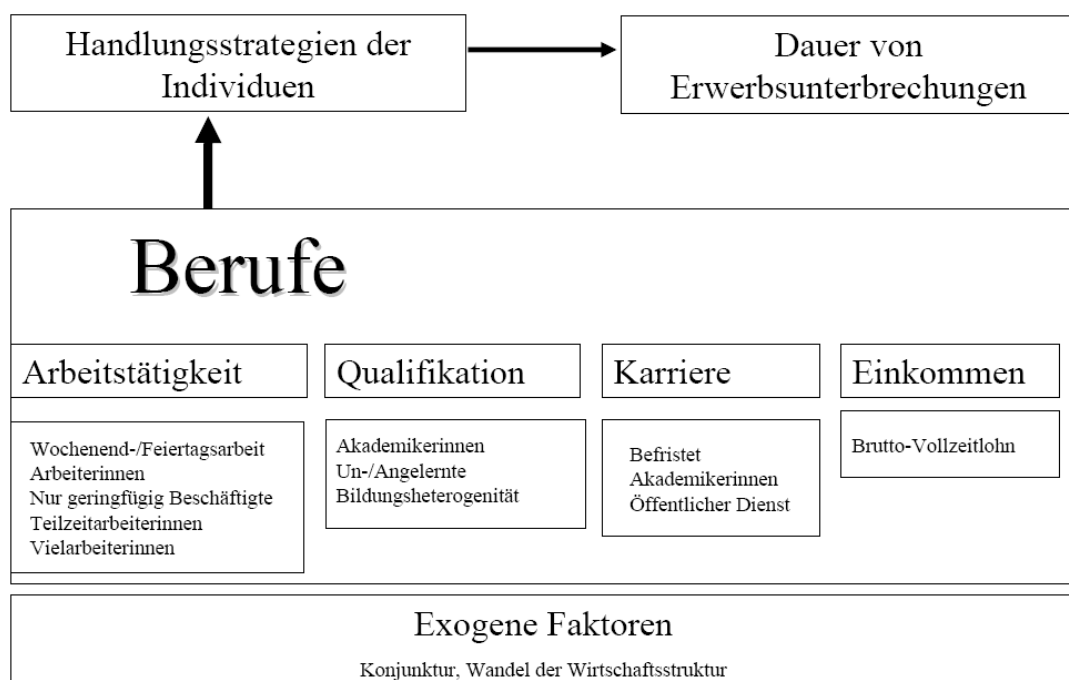 Handlungsstrategien der
Individuen
Dauer von
Erwerbsunterbrechungen
Berufe
Arbeitstätigkeit
Wochenend-/Feiertagsarbeit
Arbeiterinnen
Nur geringfügig Beschäftigte
Teilzeitarbeiterinnen
Vielarbeiterinnen
Qualifikation
Akademikerinnen
Un-/Angelernte
Bildungsheterogenität
Karriere
Befristet
Akademikerinnen
Öffentlicher Dienst
Einkommen
Brutto-Vollzeitlohn
Exogene Faktoren
Konjunktur, Wandel der Wirtschaftsstruktur